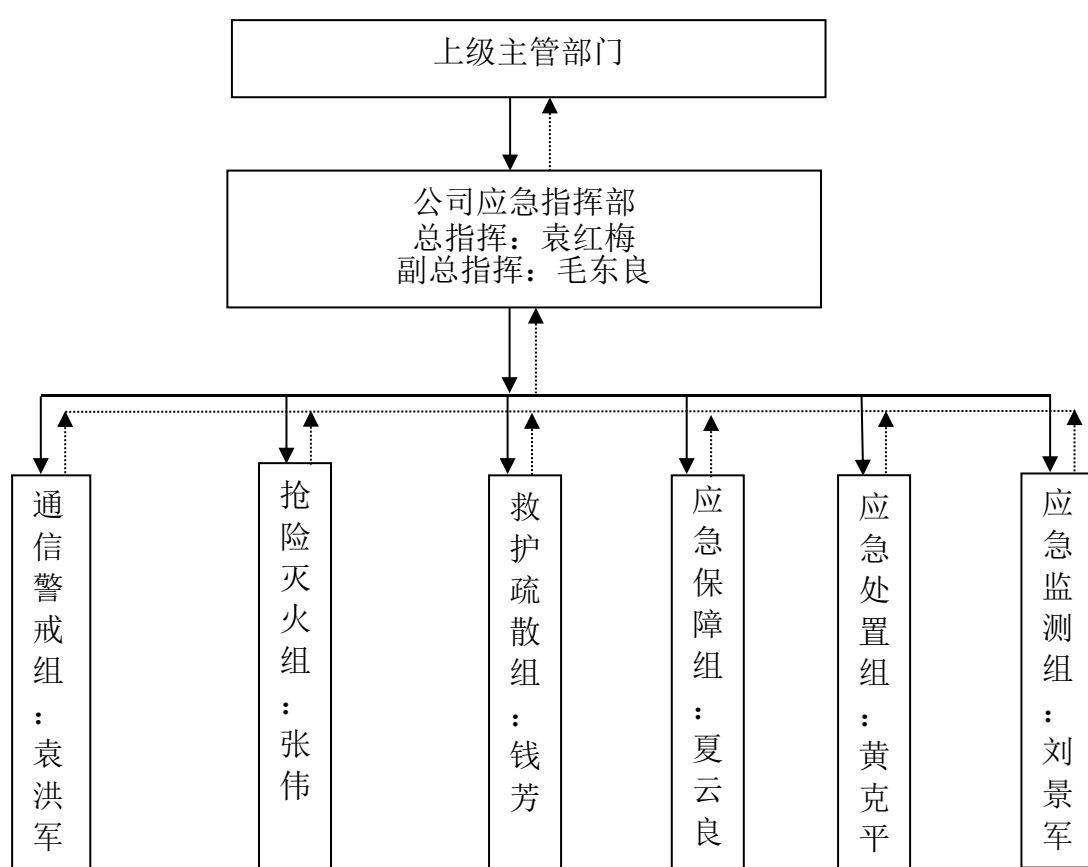 上级主管部门
公司应急指挥部
总指挥：袁红梅
副总指挥：毛东良
通信警戒组：袁洪军
抢险灭火组：张伟
救护疏散组：钱芳
应急保障组：夏云良
应急处置组：黄克平
应急监测组：刘景军